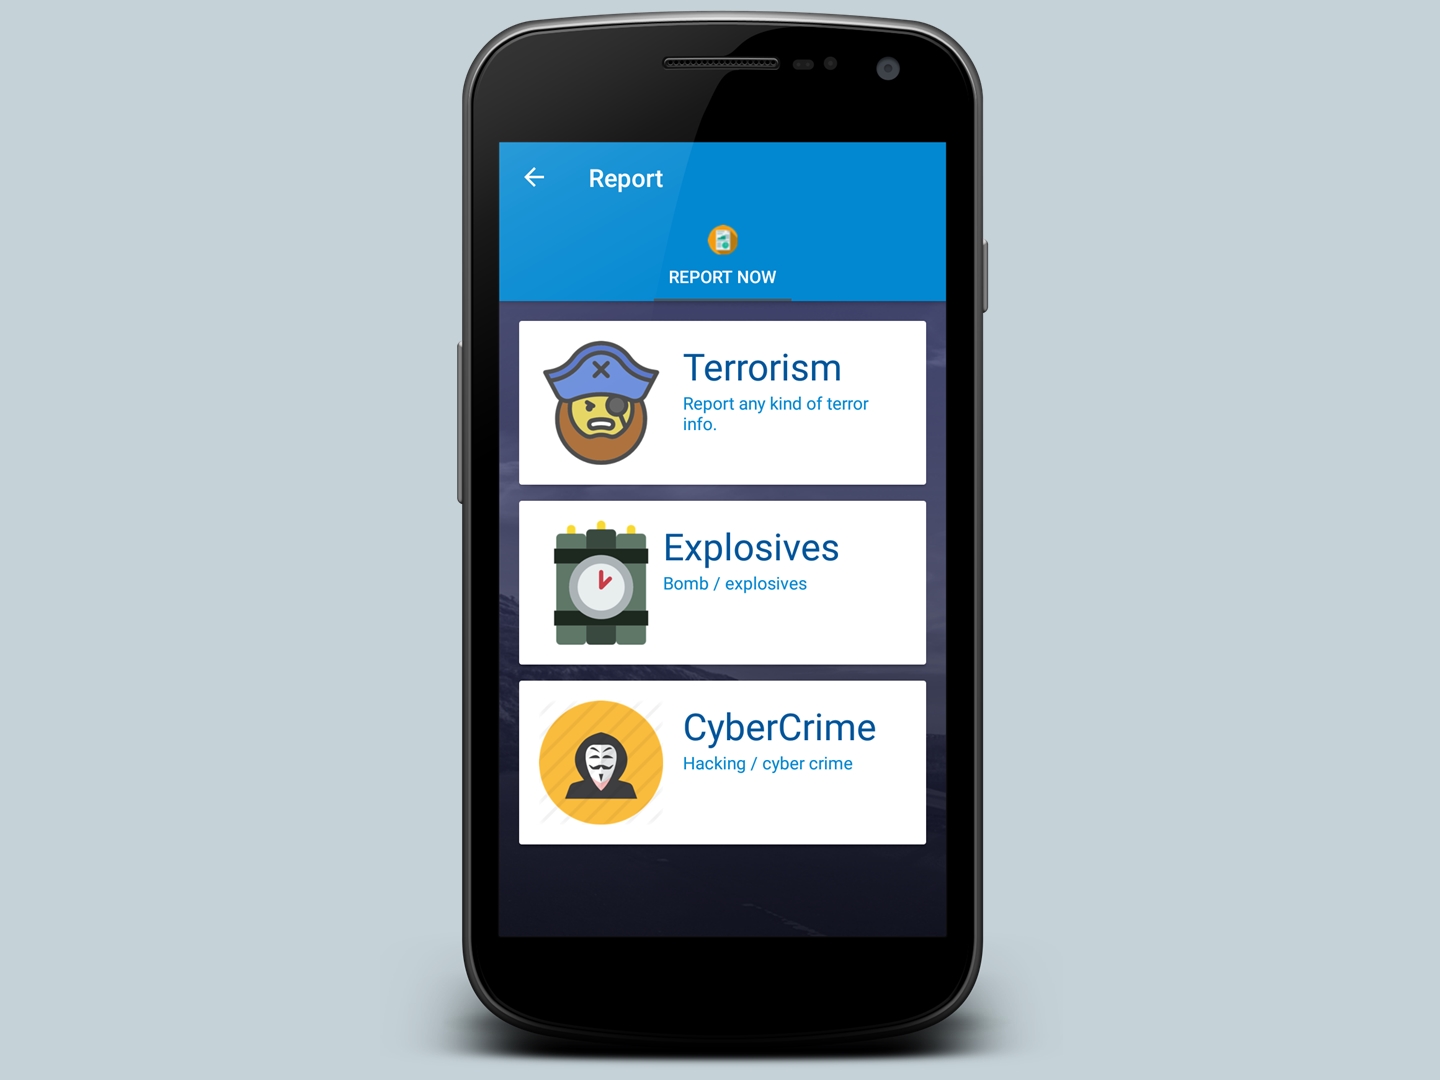 Report
REPORT NOW
Terrorism
Report any kind of terror
info.
Explosives
Bomb / explosives
CyberCrime
Hacking / cyber crime